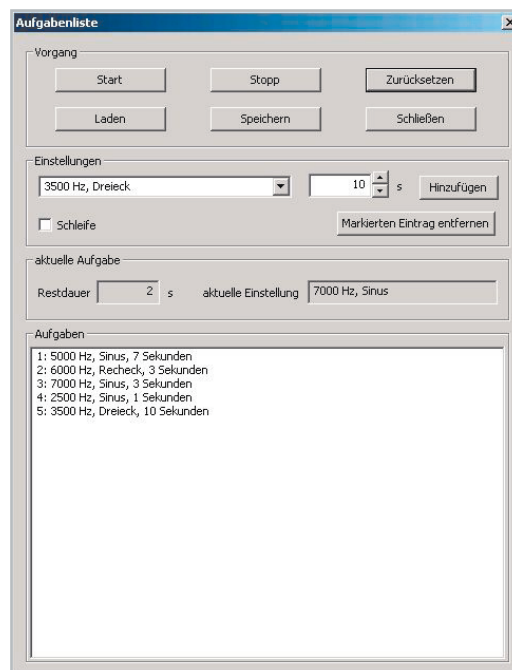 Aufgabenliste
Vorgang
Start Stopp Zurücksetzen
Laden Speichern Schließen
Einstellungen
3500 Hz, Dreieck 10 s Hinzufügen
Schleife Markierten Eintrag entfernen
aktuelle Aufgabe
Restdauer 2 s aktuelle Einstellung 7000 Hz, Sinus
Aufgaben
1: 5000 Hz, Sinus, 7 Sekunden
2: 6000 Hz, Recheck, 3 Sekunden
3: 7000 Hz, Sinus, 3 Sekunden
4: 2500 Hz, Sinus, 1 Sekunden
5: 3500 Hz, Dreieck, 10 Sekunden